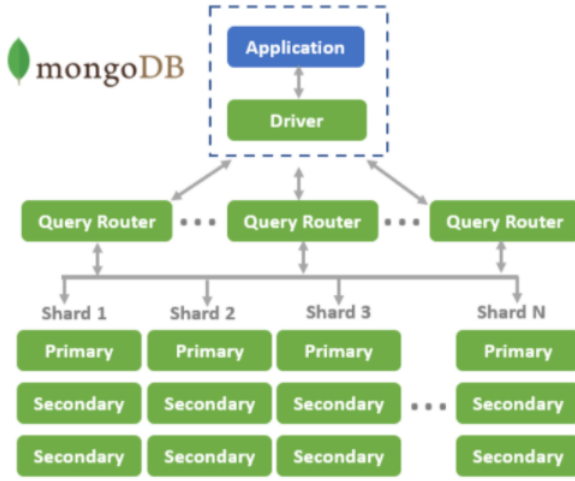 mongoDB
Application
Driver
Query Router Query Router Query Router
Shard 1 Shard 2 Shard 3 Shard N
Primary Primary Primary Primary
Secondary Secondary Secondary Secondary
Secondary Secondary Secondary Secondary